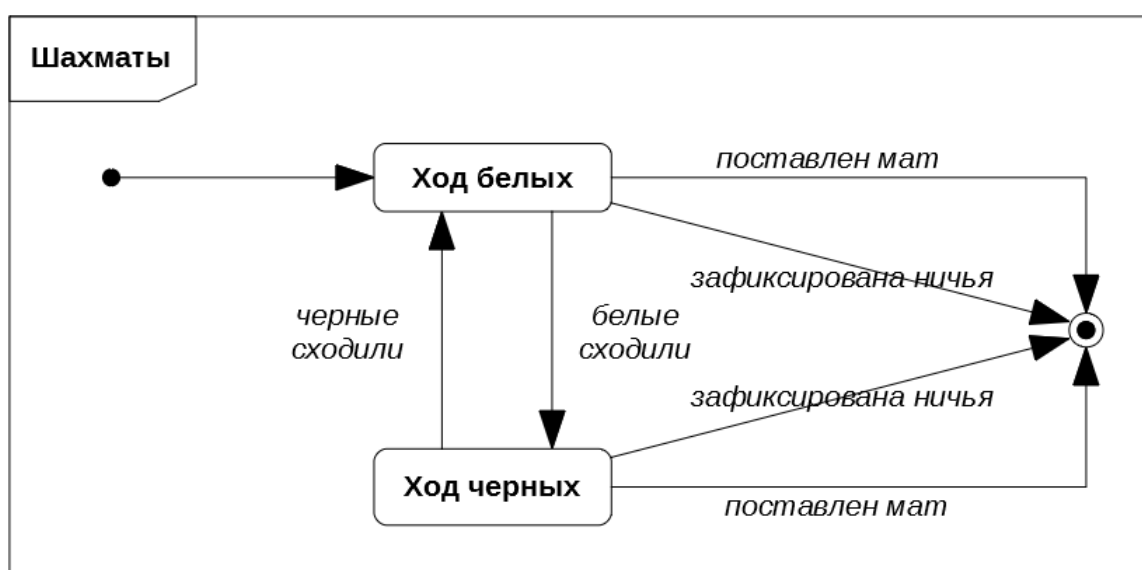 Шахматы
Ход белых
поставлен мат
зафиксирована ничья
черные
сходили
белые
сходили
зафиксирована ничья
Ход черных
поставлен мат